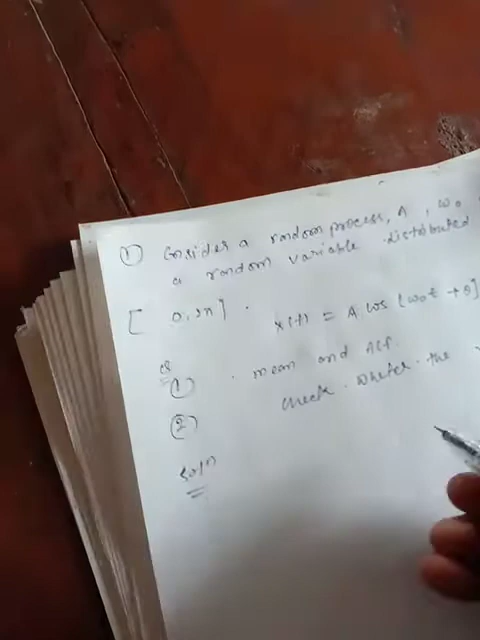 ① Consider a random process, A, ω₀
a random variable distributed
[0, 2π].
x(t) = A cos [ω₀t + θ]
① mean and ACF.
② check whether the
Soln